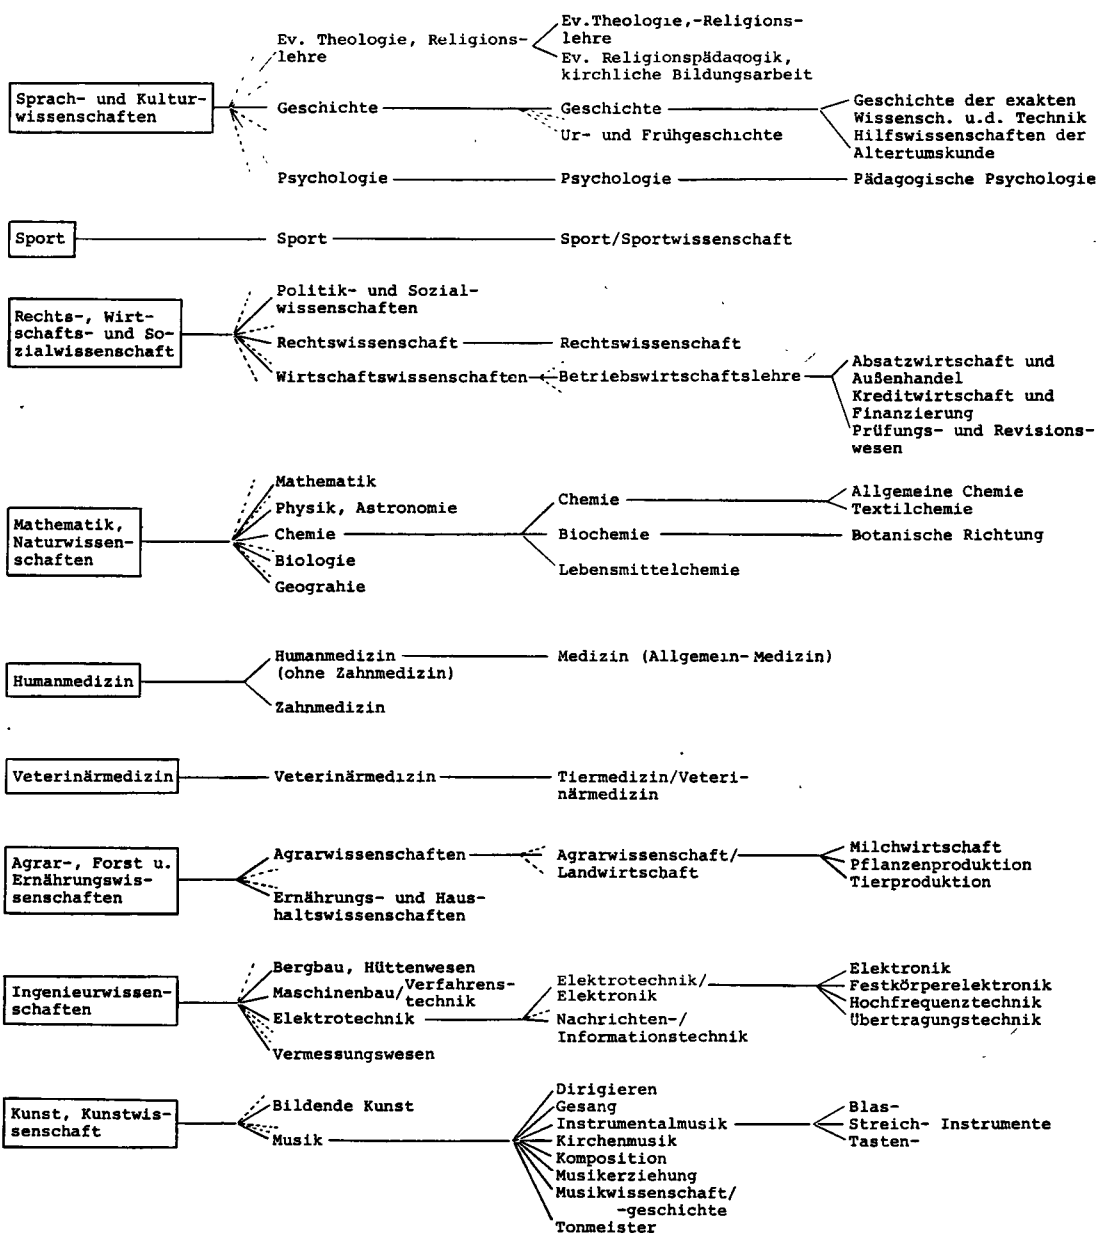 Ev. Theologie, Religions-
lehre
Ev.Theologie,-Religions-
lehre
Ev. Religionspädagogik,
kirchliche Bildungsarbeit
Sprach- und Kultur-
wissenschaften
Geschichte
Geschichte
Ur- und Frühgeschichte
Geschichte der exakten
Wissensch. u.d. Technik
Hilfswissenschaften der
Altertumskunde
Psychologie
Psychologie
Pädagogische Psychologie
Sport
Sport
Sport/Sportwissenschaft
Rechts-, Wirt-
schafts- und So-
zialwissenschaft
Politik- und Sozial-
wissenschaften
Rechtswissenschaft
Rechtswissenschaft
Wirtschaftswissenschaften
Betriebswirtschaftslehre
Absatzwirtschaft und
Außenhandel
Kreditwirtschaft und
Finanzierung
Prüfungs- und Revisions-
wesen
Mathematik,
Naturwissen-
schaften
Mathematik
Physik, Astronomie
Chemie
Biologie
Geograhie
Chemie
Biochemie
Lebensmittelchemie
Allgemeine Chemie
Textilchemie
Botanische Richtung
Humanmedizin
Humanmedizin
(ohne Zahnmedizin)
Zahnmedizin
Medizin (Allgemein-Medizin)
Veterinärmedizin
Veterinärmedizin
Tiermedizin/Veteri-
närmedizin
Agrar-, Forst u.
Ernährungswis-
senschaften
Agrarwissenschaften
Ernährungs- und Haus-
haltswissenschaften
Agrarwissenschaft/
Landwirtschaft
Milchwirtschaft
Pflanzenproduktion
Tierproduktion
Ingenieurwissen-
schaften
Bergbau, Hüttenwesen
Maschinenbau/Verfahrens-
technik
Elektrotechnik
Vermessungswesen
Elektrotechnik/
Elektronik
Nachrichten-/
Informationstechnik
Elektronik
Festkörperelektronik
Hochfrequenztechnik
Übertragungstechnik
Kunst, Kunstwis-
senschaft
Bildende Kunst
Musik
Dirigieren
Gesang
Instrumentalmusik
Kirchenmusik
Komposition
Musikerziehung
Musikwissenschaft/
-geschichte
Tonmeister
Blas-
Streich- Instrumente
Tasten-